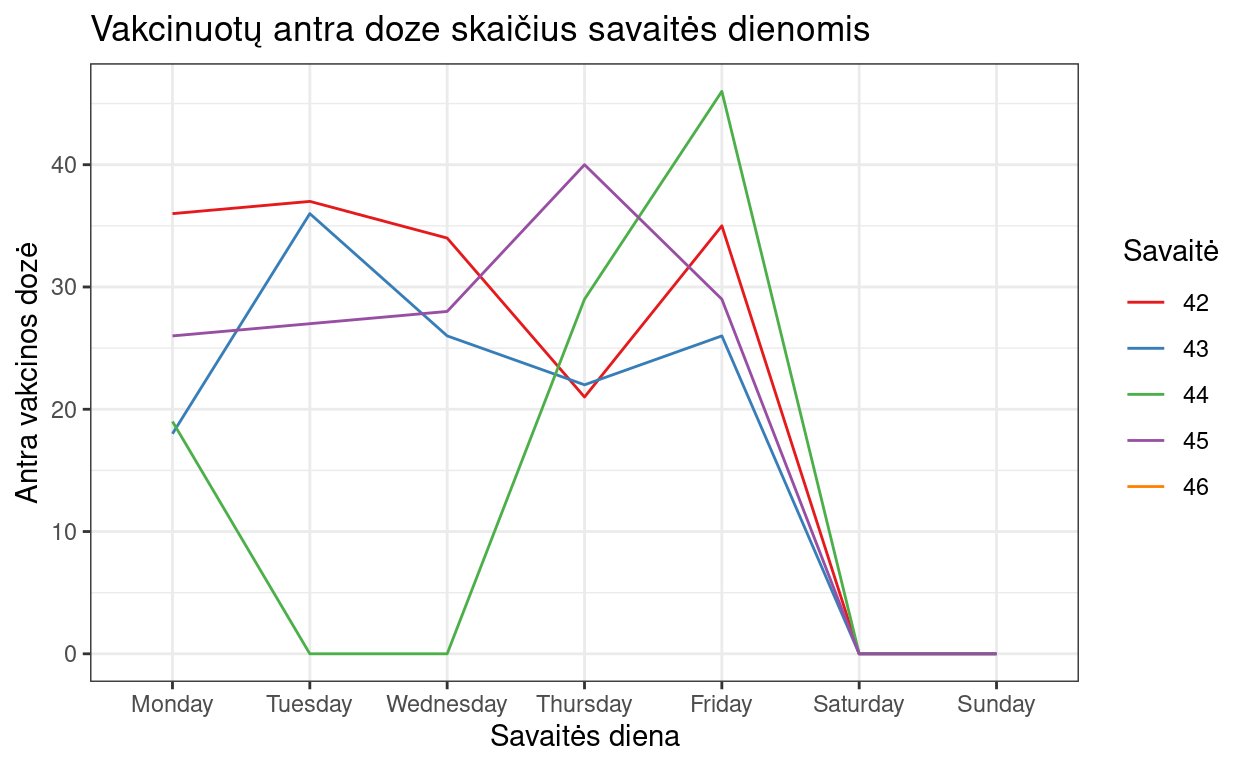 Vakcinuotų antra doze skaičius savaitės dienomis
Antra vakcinos dozė
40
30
20
10
0
Monday Tuesday Wednesday Thursday Friday Saturday Sunday
Savaitės diena
Savaitė
42
43
44
45
46